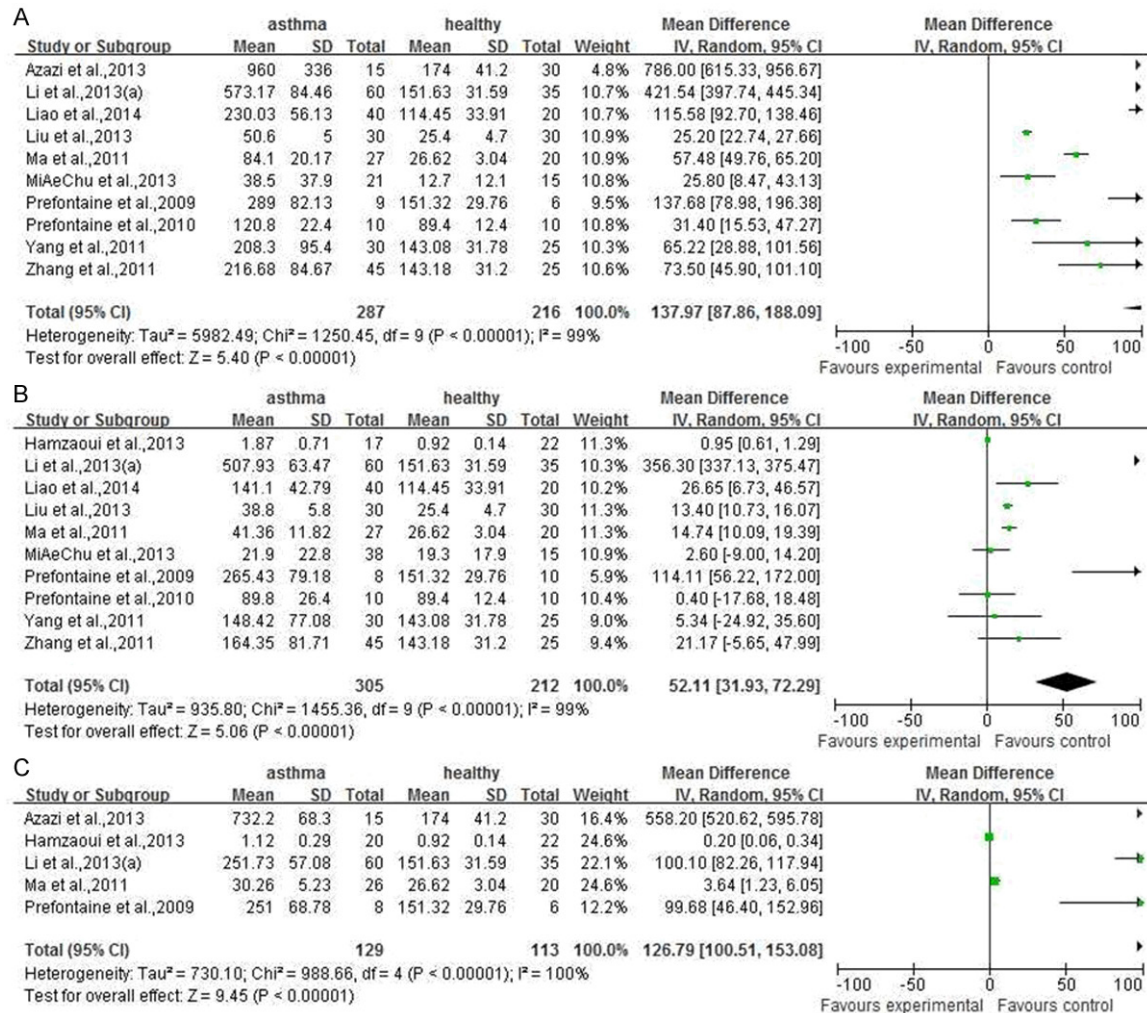 A
asthma healthy Mean Difference Mean Difference
Study or Subgroup Mean SD Total Mean SD Total Weight IV, Random, 95% CI IV, Random, 95% CI
Azazi et al.,2013 960 336 15 174 41.2 30 4.8% 786.00 [615.33, 956.67]
Li et al.,2013(a) 573.17 84.46 60 151.63 31.59 35 10.7% 421.54 [397.74, 445.34]
Liao et al.,2014 230.03 56.13 40 114.45 33.91 20 10.7% 115.58 [92.70, 138.46]
Liu et al.,2013 50.6 5 30 25.4 4.7 30 10.9% 25.20 [22.74, 27.66]
Ma et al.,2011 84.1 20.17 27 26.62 3.04 20 10.9% 57.48 [49.76, 65.20]
MiAeChu et al.,2013 38.5 37.9 21 12.7 12.1 15 10.8% 25.80 [8.47, 43.13]
Prefontaine et al.,2009 289 82.13 9 151.32 29.76 6 9.5% 137.68 [78.98, 196.38]
Prefontaine et al.,2010 120.8 22.4 10 89.4 12.4 10 10.8% 31.40 [15.53, 47.27]
Yang et al.,2011 208.3 95.4 30 143.08 31.78 25 10.3% 65.22 [28.88, 101.56]
Zhang et al.,2011 216.68 84.67 45 143.18 31.2 25 10.6% 73.50 [45.90, 101.10]
Total (95% CI) 287 216 100.0% 137.97 [87.86, 188.09]
Heterogeneity: Tau² = 5982.49; Chi² = 1250.45, df = 9 (P < 0.00001); I² = 99%
Test for overall effect: Z = 5.40 (P < 0.00001)
-100 -50 0 50 100
Favours experimental Favours control
B
asthma healthy Mean Difference Mean Difference
Study or Subgroup Mean SD Total Mean SD Total Weight IV, Random, 95% CI IV, Random, 95% CI
Hamzaoui et al.,2013 1.87 0.71 17 0.92 0.14 22 11.3% 0.95 [0.61, 1.29]
Li et al.,2013(a) 507.93 63.47 60 151.63 31.59 35 10.3% 356.30 [337.13, 375.47]
Liao et al.,2014 141.1 42.79 40 114.45 33.91 20 10.2% 26.65 [6.73, 46.57]
Liu et al.,2013 38.8 5.8 30 25.4 4.7 30 11.3% 13.40 [10.73, 16.07]
Ma et al.,2011 41.36 11.82 27 26.62 3.04 20 11.3% 14.74 [10.09, 19.39]
MiAeChu et al.,2013 21.9 22.8 38 19.3 17.9 15 10.9% 2.60 [-9.00, 14.20]
Prefontaine et al.,2009 265.43 79.18 8 151.32 29.76 10 5.9% 114.11 [56.22, 172.00]
Prefontaine et al.,2010 89.8 26.4 10 89.4 12.4 10 10.4% 0.40 [-17.68, 18.48]
Yang et al.,2011 148.42 77.08 30 143.08 31.78 25 9.0% 5.34 [-24.92, 35.60]
Zhang et al.,2011 164.35 81.71 45 143.18 31.2 25 9.4% 21.17 [-5.65, 47.99]
Total (95% CI) 305 212 100.0% 52.11 [31.93, 72.29]
Heterogeneity: Tau² = 935.80; Chi² = 1455.36, df = 9 (P < 0.00001); I² = 99%
Test for overall effect: Z = 5.06 (P < 0.00001)
-100 -50 0 50 100
Favours experimental Favours control
C
asthma healthy Mean Difference Mean Difference
Study or Subgroup Mean SD Total Mean SD Total Weight IV, Random, 95% CI IV, Random, 95% CI
Azazi et al.,2013 732.2 68.3 15 174 41.2 30 16.4% 558.20 [520.62, 595.78]
Hamzaoui et al.,2013 1.12 0.29 20 0.92 0.14 22 24.6% 0.20 [0.06, 0.34]
Li et al.,2013(a) 251.73 57.08 60 151.63 31.59 35 22.1% 100.10 [82.26, 117.94]
Ma et al.,2011 30.26 5.23 26 26.62 3.04 20 24.6% 3.64 [1.23, 6.05]
Prefontaine et al.,2009 251 68.78 8 151.32 29.76 6 12.2% 99.68 [46.40, 152.96]
Total (95% CI) 129 113 100.0% 126.79 [100.51, 153.08]
Heterogeneity: Tau² = 730.10; Chi² = 988.66, df = 4 (P < 0.00001); I² = 100%
Test for overall effect: Z = 9.45 (P < 0.00001)
-100 -50 0 50 100
Favours experimental Favours control